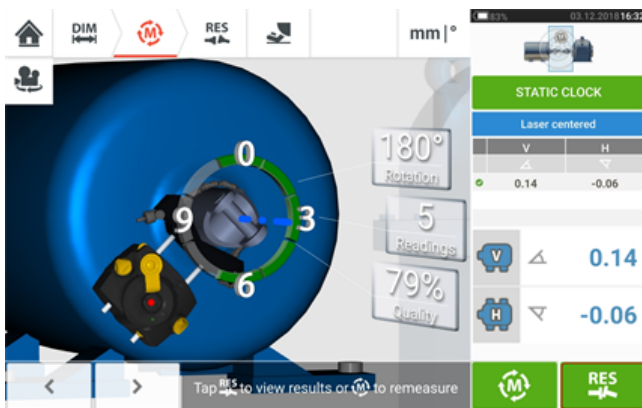 DIM
M
RES
mm|°
83%
03.12.2018 16:32
STATIC CLOCK
Laser centered
V H
0.14 -0.06
0
3
6
9
180°
Rotation
5
Readings
79%
Quality
V 0.14
H -0.06
Tap RES to view results or M to remeasure
M
RES